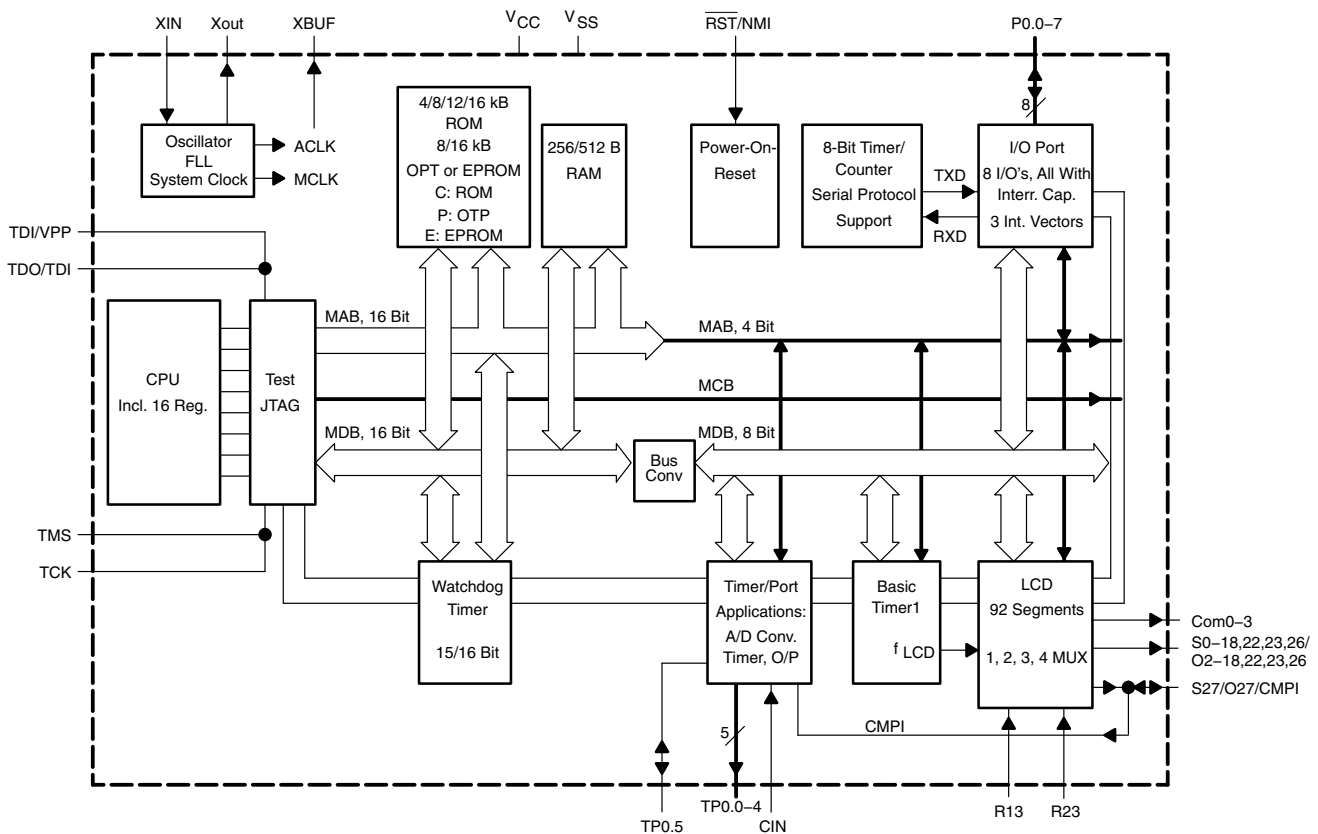 XIN
Xout
XBUF
VCC
VSS
RST/NMI
P0.0–7
8
Oscillator
FLL
System Clock
ACLK
MCLK
4/8/12/16 kB
ROM
8/16 kB
OPT or EPROM
C: ROM
P: OTP
E: EPROM
256/512 B
RAM
Power-On-
Reset
8-Bit Timer/
Counter
Serial Protocol
Support
TXD
RXD
I/O Port
8 I/O's, All With
Interr. Cap.
3 Int. Vectors
TDI/VPP
TDO/TDI
CPU
Incl. 16 Reg.
Test
JTAG
MAB, 16 Bit
MAB, 4 Bit
MCB
MDB, 16 Bit
MDB, 8 Bit
Bus
Conv
TMS
TCK
Watchdog
Timer
15/16 Bit
Timer/Port
Applications:
A/D Conv.
Timer, O/P
Basic
Timer1
f LCD
LCD
92 Segments
1, 2, 3, 4 MUX
Com0–3
S0–18,22,23,26/
O2–18,22,23,26
S27/O27/CMPI
CMPI
5
TP0.5
TP0.0–4
CIN
R13
R23